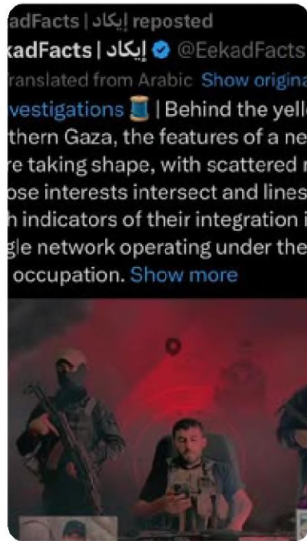 adFacts | إيكاد reposted
kadFacts | إيكاد @EekadFacts
ranslated from Arabic Show origina
vestigations | Behind the yell
thern Gaza, the features of a ne
re taking shape, with scattered
ose interests intersect and lines
h indicators of their integration i
gle network operating under the
occupation. Show more